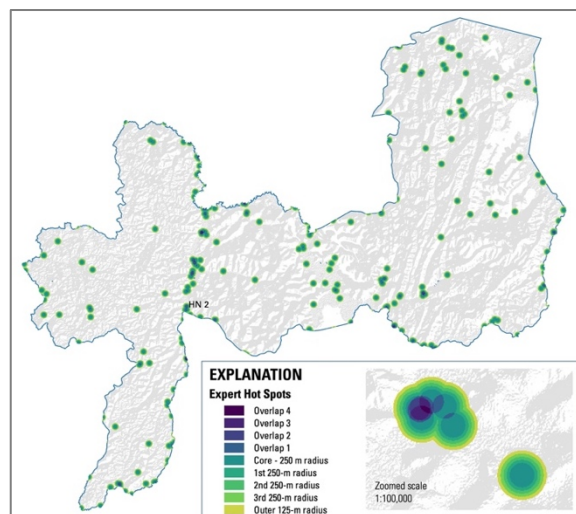 HN 2
EXPLANATION
Expert Hot Spots
Overlap 4
Overlap 3
Overlap 2
Overlap 1
Core - 250 m radius
1st 250-m radius
2nd 250-m radius
3rd 250-m radius
Outer 125-m radius
Zoomed scale
1:100,000